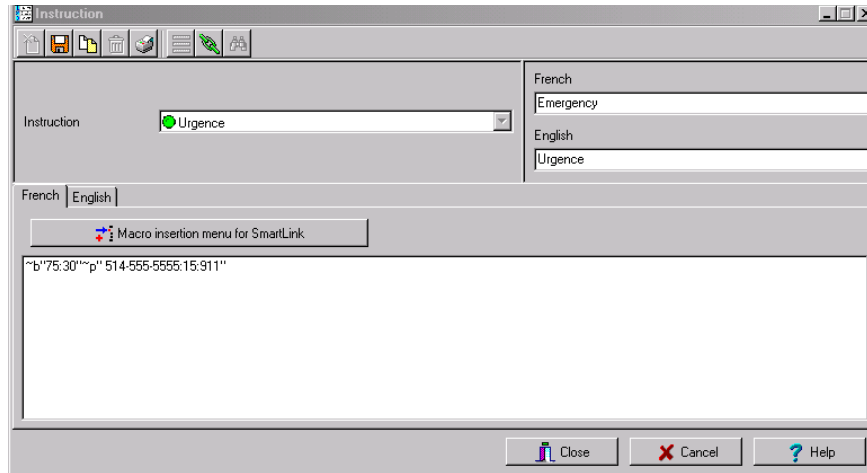 Instruction
French
Emergency
Instruction
Urgence
English
Urgence
French
English
Macro insertion menu for SmartLink
~b"75:30"~p" 514-555-5555:15:911"
Close
Cancel
Help